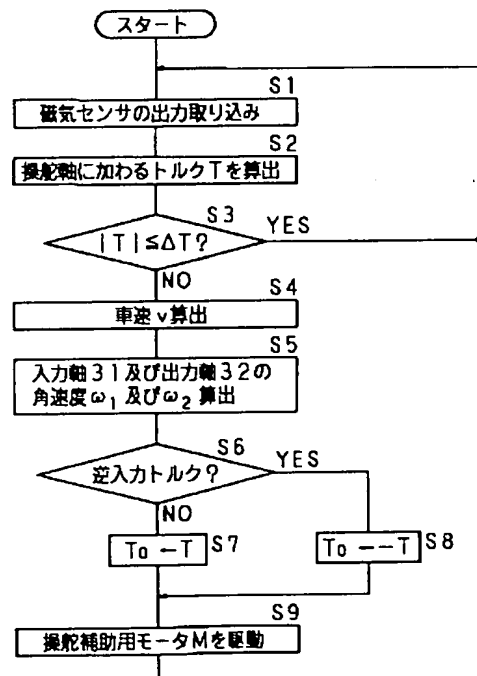 スタート
S1
磁気センサの出力取り込み
S2
操舵軸に加わるトルクTを算出
S3
|T|≦ΔT?
YES
NO
S4
車速v算出
S5
入力軸31及び出力軸32の
角速度ω₁及びω₂算出
S6
逆入力トルク?
YES
NO
To ←T
S7
To ←-T
S8
S9
操舵補助用モータMを駆動